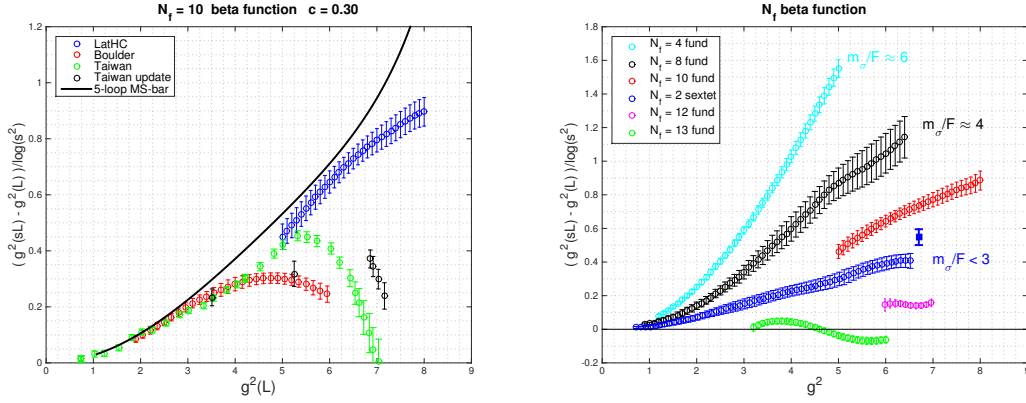 N_f = 10 beta function c = 0.30
( g²(sL) - g²(L) )/log(s²)
1.2
1
0.8
0.6
0.4
0.2
0
LatHC
Boulder
Taiwan
Taiwan update
5-loop MS-bar
0 1 2 3 4 5 6 7 8 9
g²(L)
N_f beta function
( g²(sL) - g²(L) )/log(s²)
1.8
1.6
1.4
1.2
1
0.8
0.6
0.4
0.2
0
-0.2
N_f = 4 fund
N_f = 8 fund
N_f = 10 fund
N_f = 2 sextet
N_f = 12 fund
N_f = 13 fund
m_σ/F ≈ 6
m_σ/F ≈ 4
m_σ/F < 3
0 1 2 3 4 5 6 7 8 9
g²